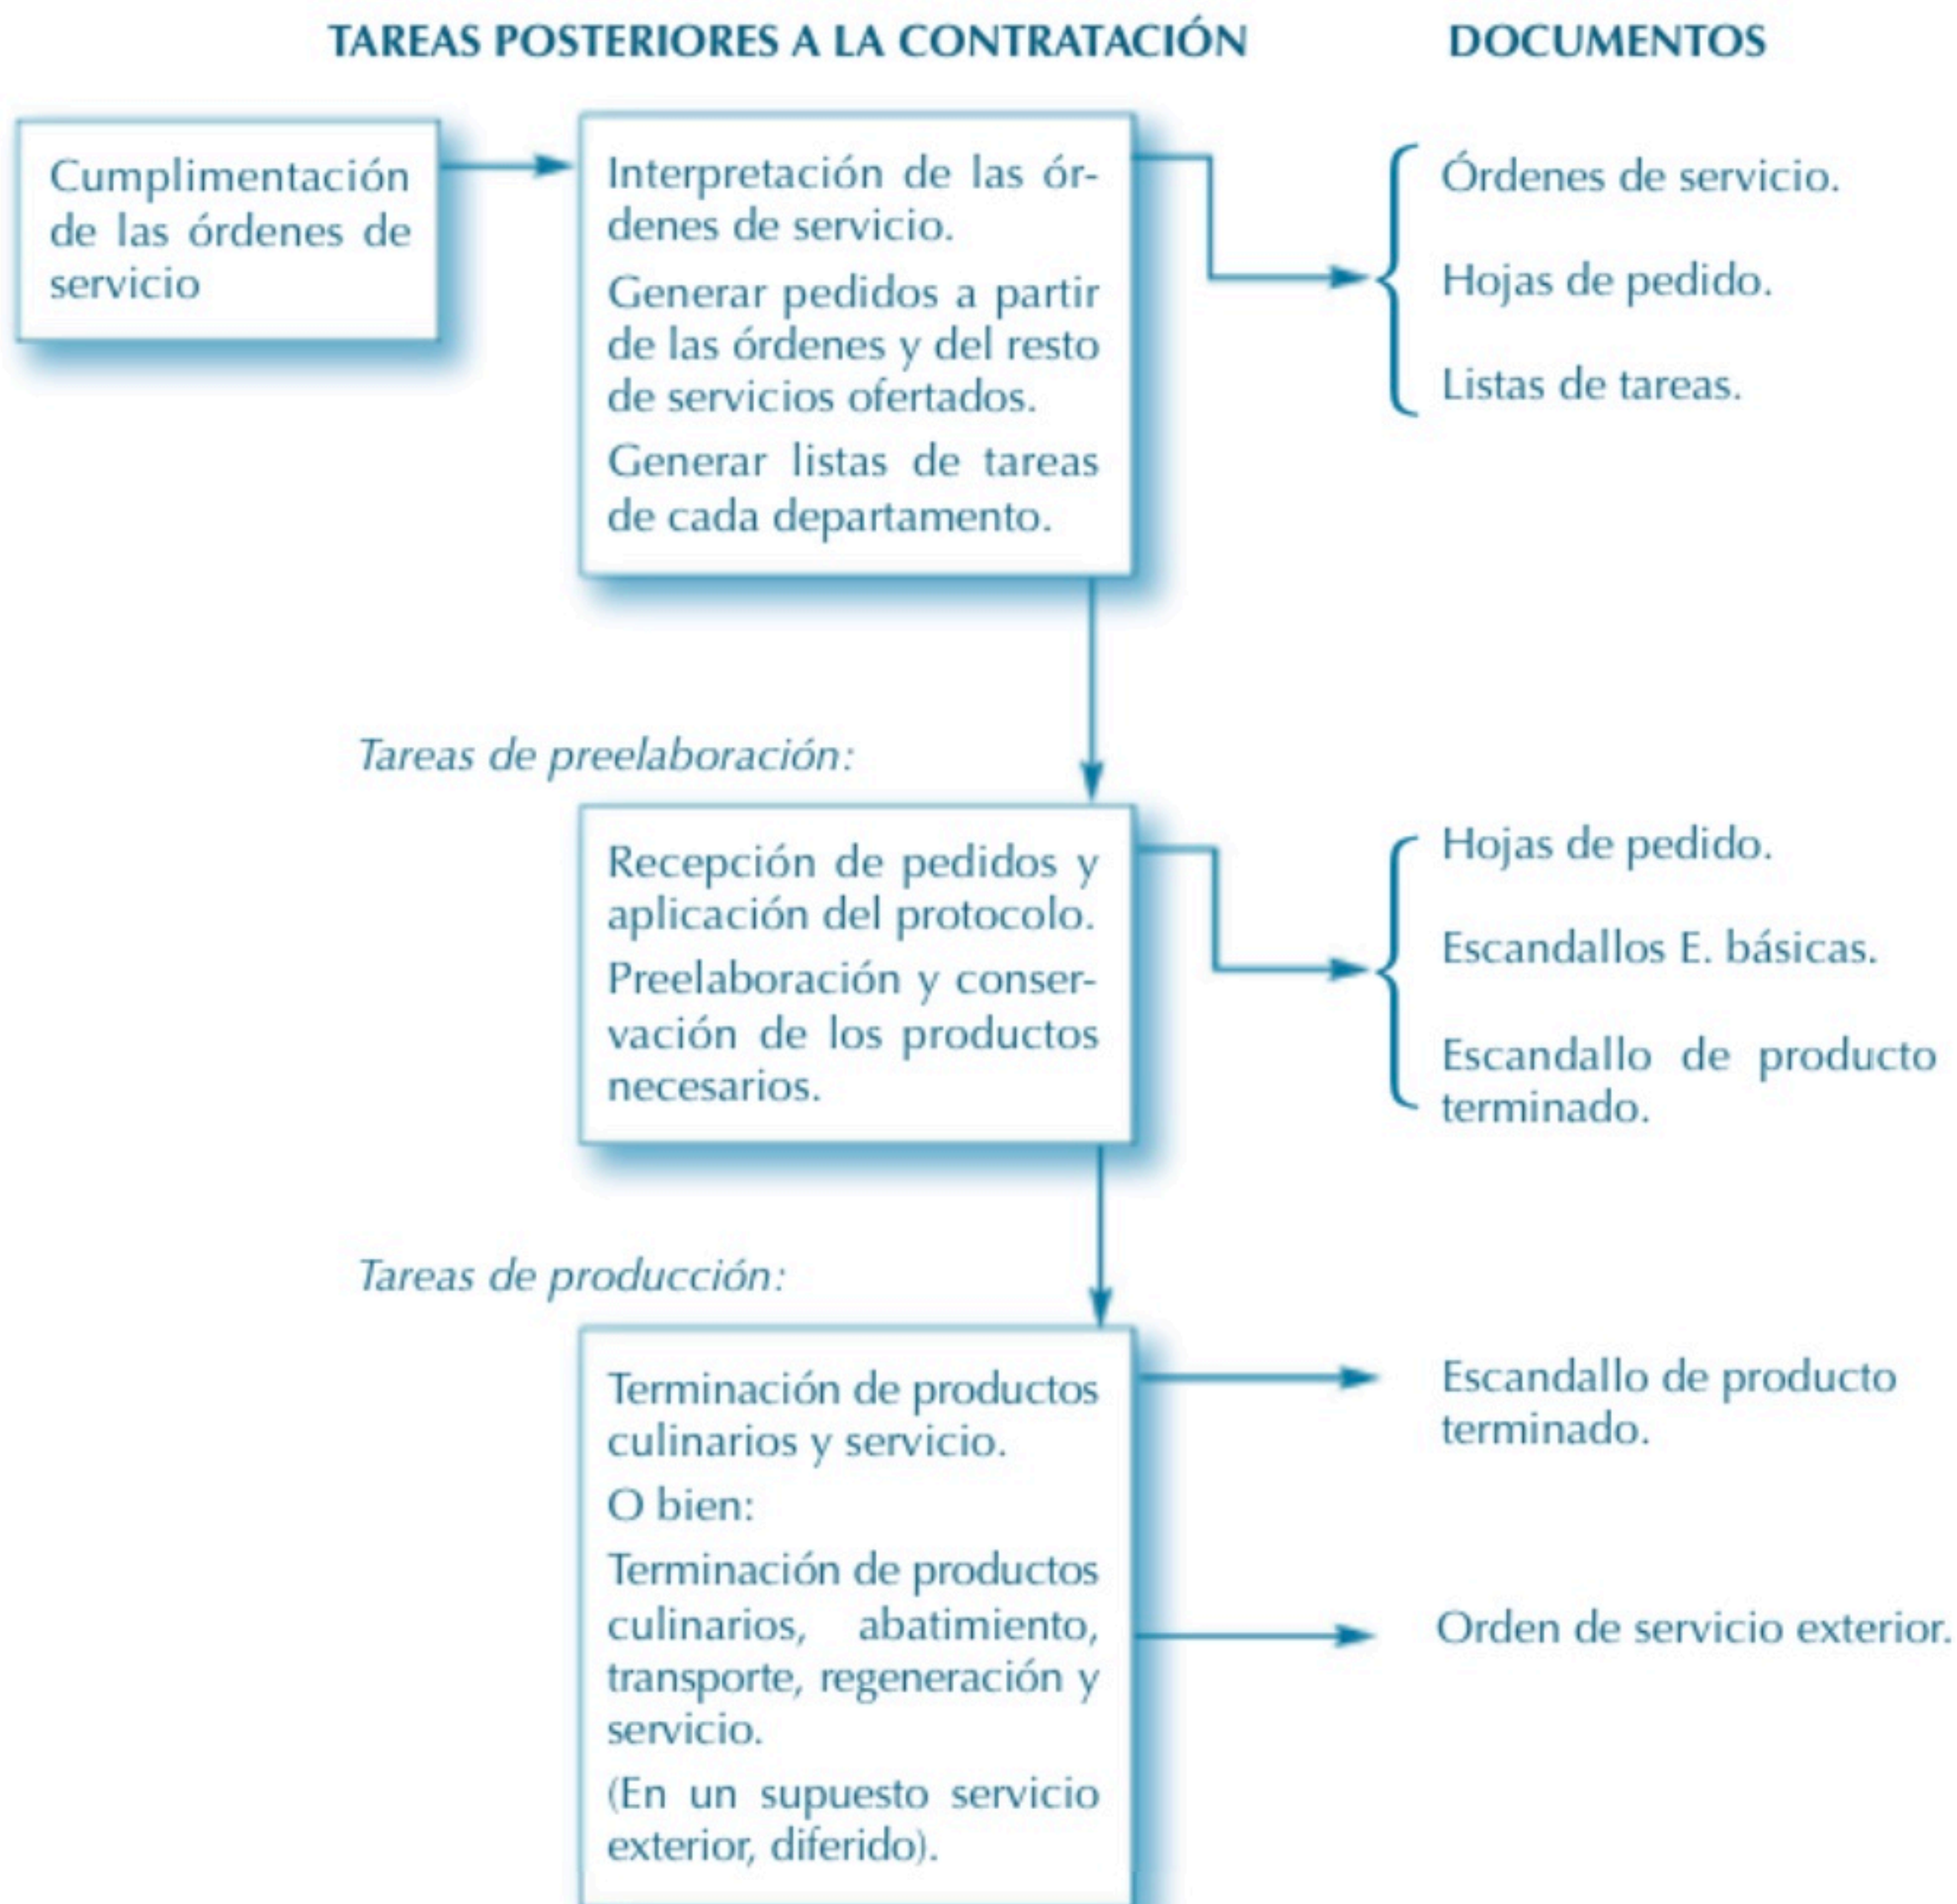 TAREAS POSTERIORES A LA CONTRATACIÓN
DOCUMENTOS
Cumplimentación
de las órdenes de
servicio
Interpretación de las ór-
denes de servicio.
Generar pedidos a partir
de las órdenes y del resto
de servicios ofertados.
Generar listas de tareas
de cada departamento.
Órdenes de servicio.
Hojas de pedido.
Listas de tareas.
Tareas de preelaboración:
Recepción de pedidos y
aplicación del protocolo.
Preelaboración y conser-
vación de los productos
necesarios.
Hojas de pedido.
Escandallos E. básicas.
Escandallo de producto
terminado.
Tareas de producción:
Terminación de productos
culinarios y servicio.
O bien:
Terminación de productos
culinarios, abatimiento,
transporte, regeneración y
servicio.
(En un supuesto servicio
exterior, diferido).
Escandallo de producto
terminado.
Orden de servicio exterior.